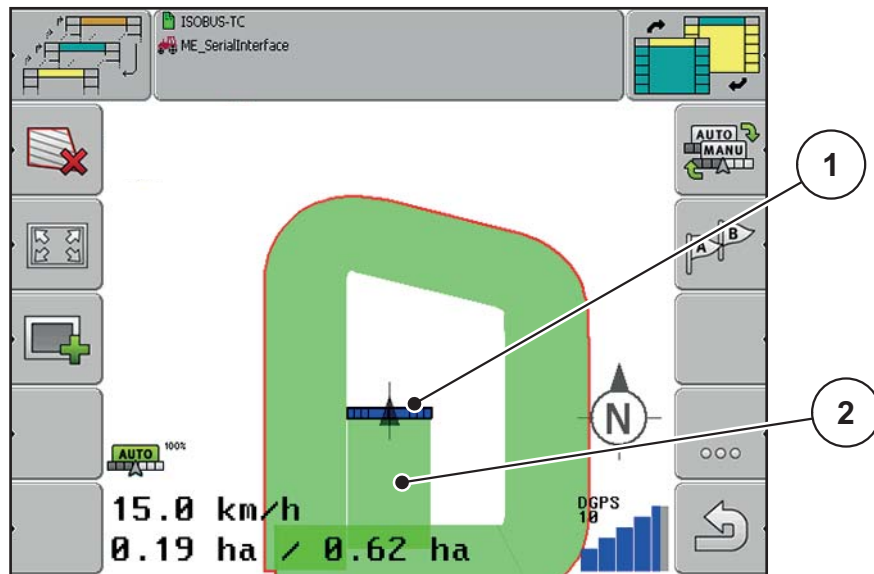 ISOBUS-TC
ME_SerialInterface
AUTO
MANU
1
A B
N
2
AUTO 100%
15.0 km/h
0.19 ha / 0.62 ha
DGPS
10